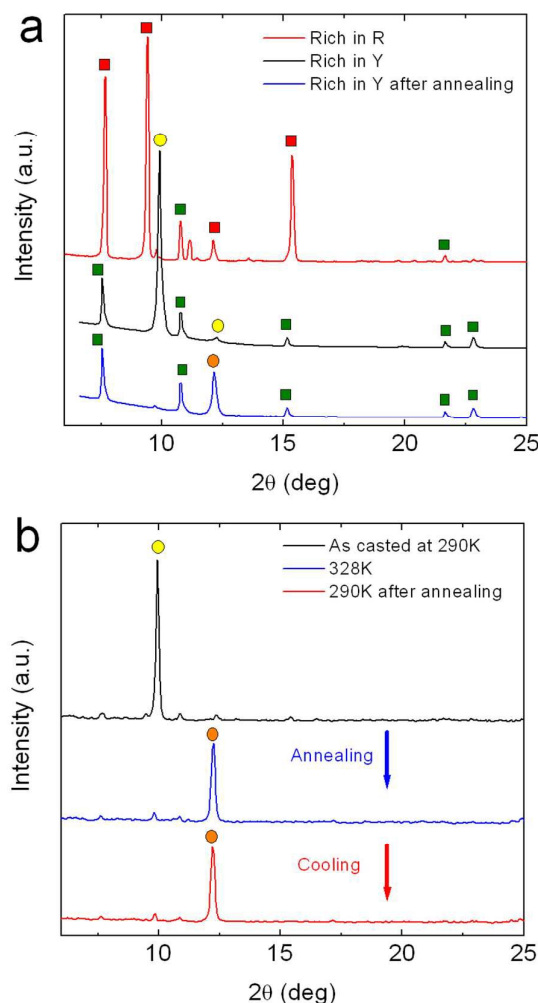 a
Rich in R
Rich in Y
Rich in Y after annealing
Intensity (a.u.)
10 15 20 25
2θ (deg)
b
As casted at 290K
328K
290K after annealing
Intensity (a.u.)
Annealing
Cooling
10 15 20 25
2θ (deg)